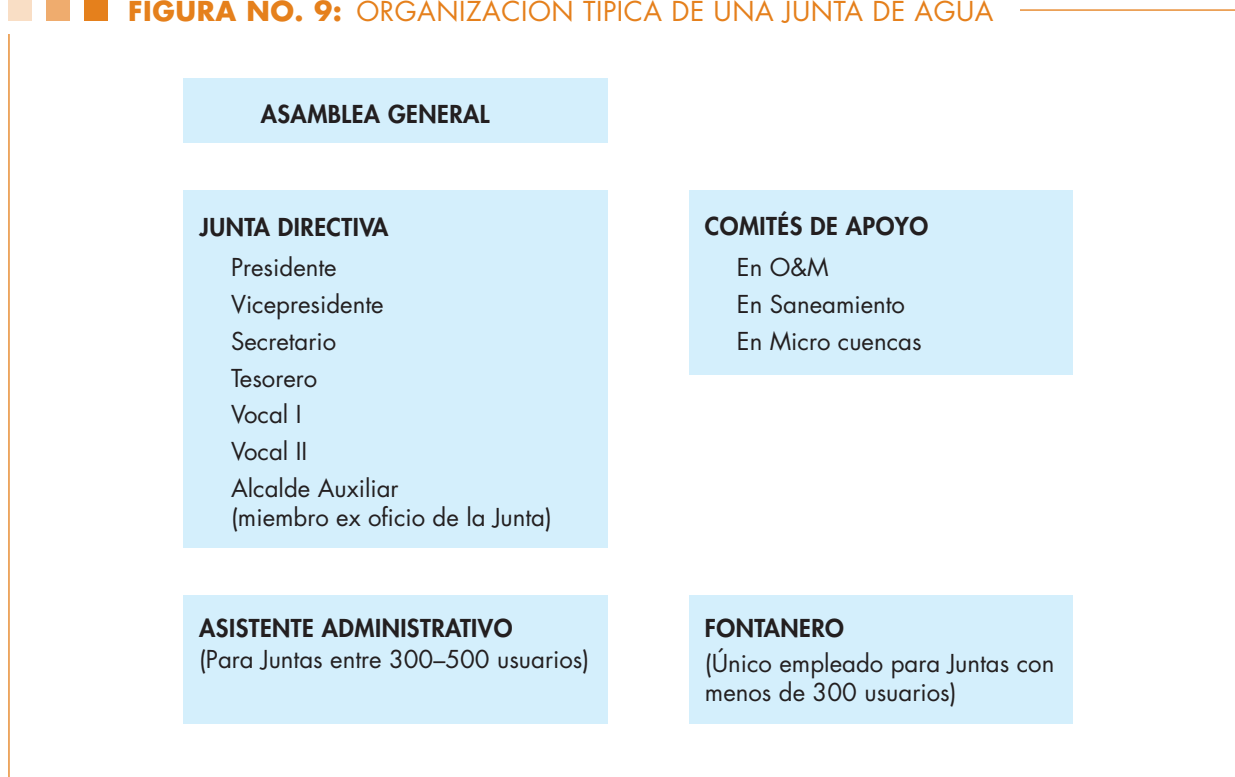 FIGURA NO. 9: ORGANIZACIÓN TÍPICA DE UNA JUNTA DE AGUA
ASAMBLEA GENERAL
JUNTA DIRECTIVA
Presidente
Vicepresidente
Secretario
Tesorero
Vocal I
Vocal II
Alcalde Auxiliar
(miembro ex oficio de la Junta)
COMITÉS DE APOYO
En O&M
En Saneamiento
En Micro cuencas
ASISTENTE ADMINISTRATIVO
(Para Juntas entre 300–500 usuarios)
FONTANERO
(Único empleado para Juntas con
menos de 300 usuarios)